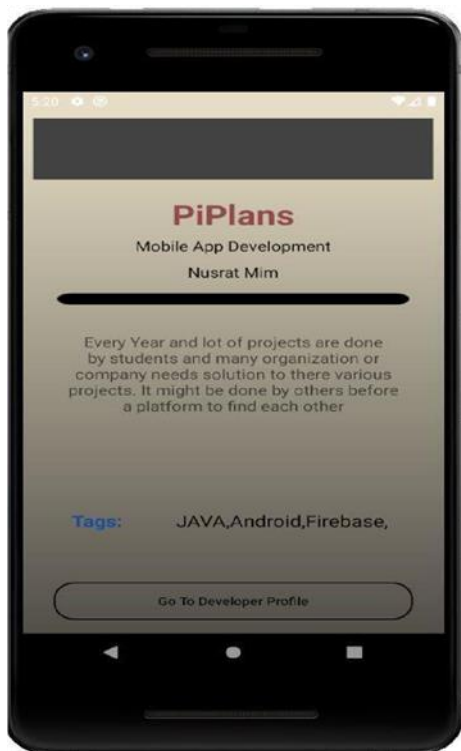 5:20
PiPlans
Mobile App Development
Nusrat Mim
Every Year and lot of projects are done
by students and many organization or
company needs solution to there various
projects. It might be done by others before
a platform to find each other
Tags: JAVA,Android,Firebase,
Go To Developer Profile